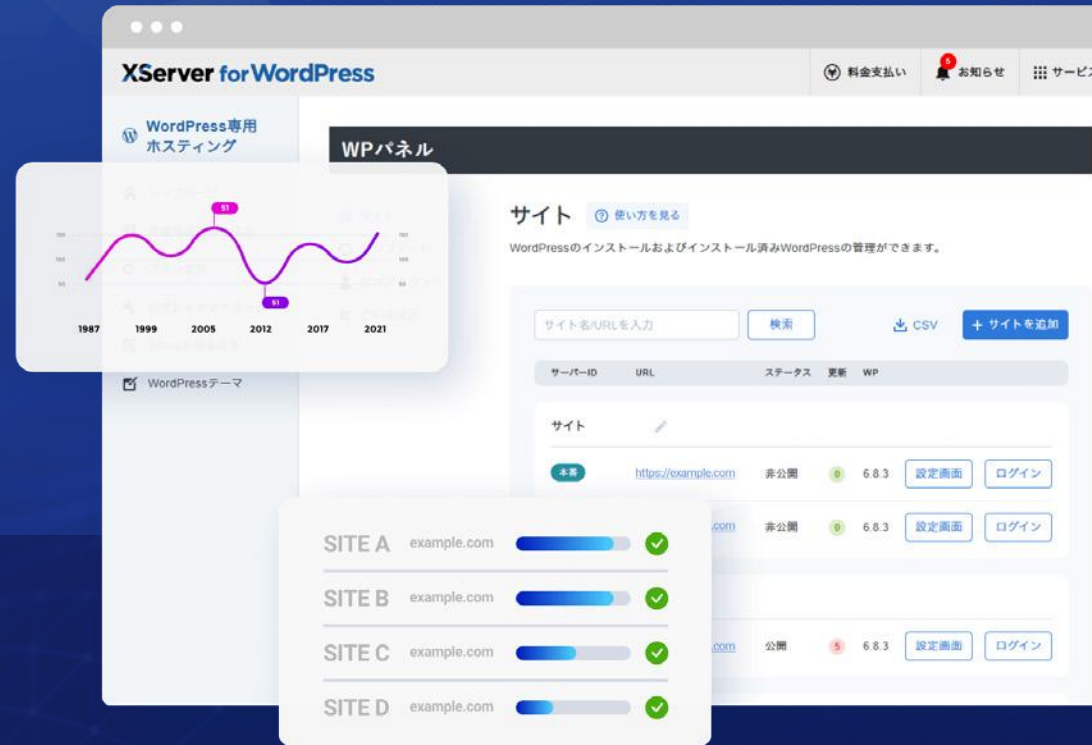 XServer for WordPress
料金支払い
5
お知らせ
サービス
WordPress専用
ホスティング
WPパネル
サイト
使い方を見る
WordPressのインストールおよびインストール済みWordPressの管理ができます。
51
150
100
50
150
100
50
51
1987 1999 2005 2012 2017 2021
WordPressテーマ
サイト名/URLを入力
検索
CSV
+ サイトを追加
サーバーID URL ステータス 更新 WP
サイト
本番 https://example.com 非公開 0 6.8.3 設定画面 ログイン
.com 非公開 0 6.8.3 設定画面 ログイン
.com 公開 5 6.8.3 設定画面 ログイン
SITE A example.com
SITE B example.com
SITE C example.com
SITE D example.com